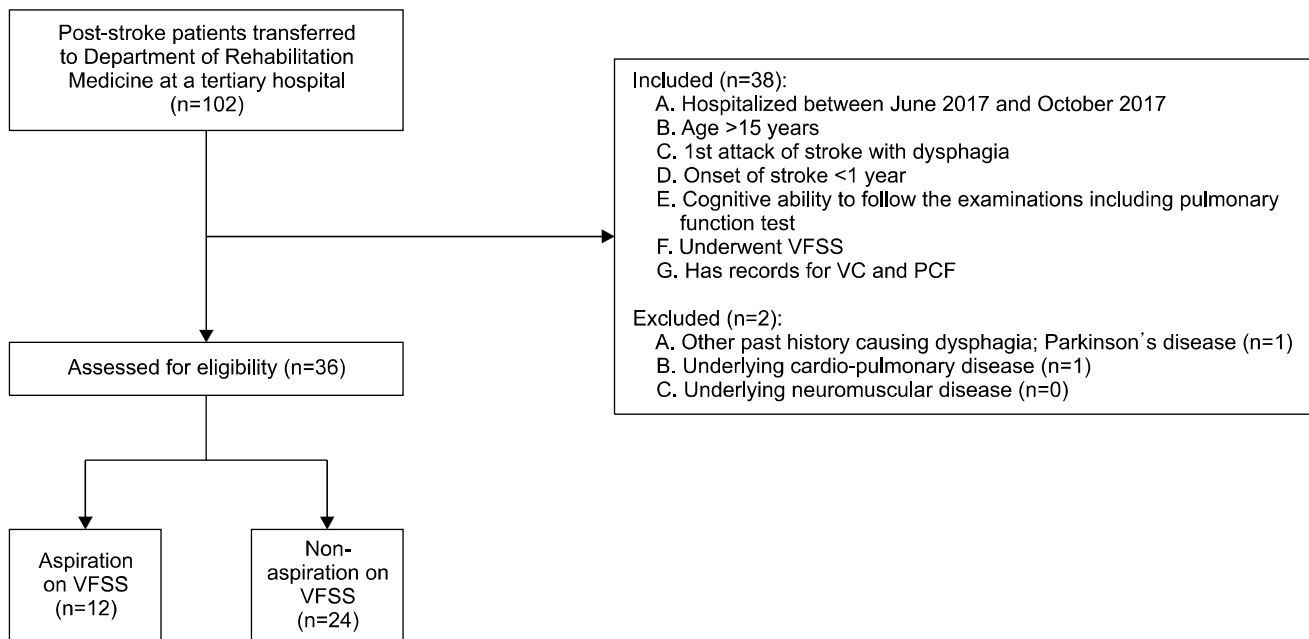 Post-stroke patients transferred
to Department of Rehabilitation
Medicine at a tertiary hospital
(n=102)
Included (n=38):
A. Hospitalized between June 2017 and October 2017
B. Age >15 years
C. 1st attack of stroke with dysphagia
D. Onset of stroke <1 year
E. Cognitive ability to follow the examinations including pulmonary
function test
F. Underwent VFSS
G. Has records for VC and PCF
Excluded (n=2):
A. Other past history causing dysphagia; Parkinson's disease (n=1)
B. Underlying cardio-pulmonary disease (n=1)
C. Underlying neuromuscular disease (n=0)
Assessed for eligibility (n=36)
Aspiration
on VFSS
(n=12)
Non-
aspiration on
VFSS
(n=24)